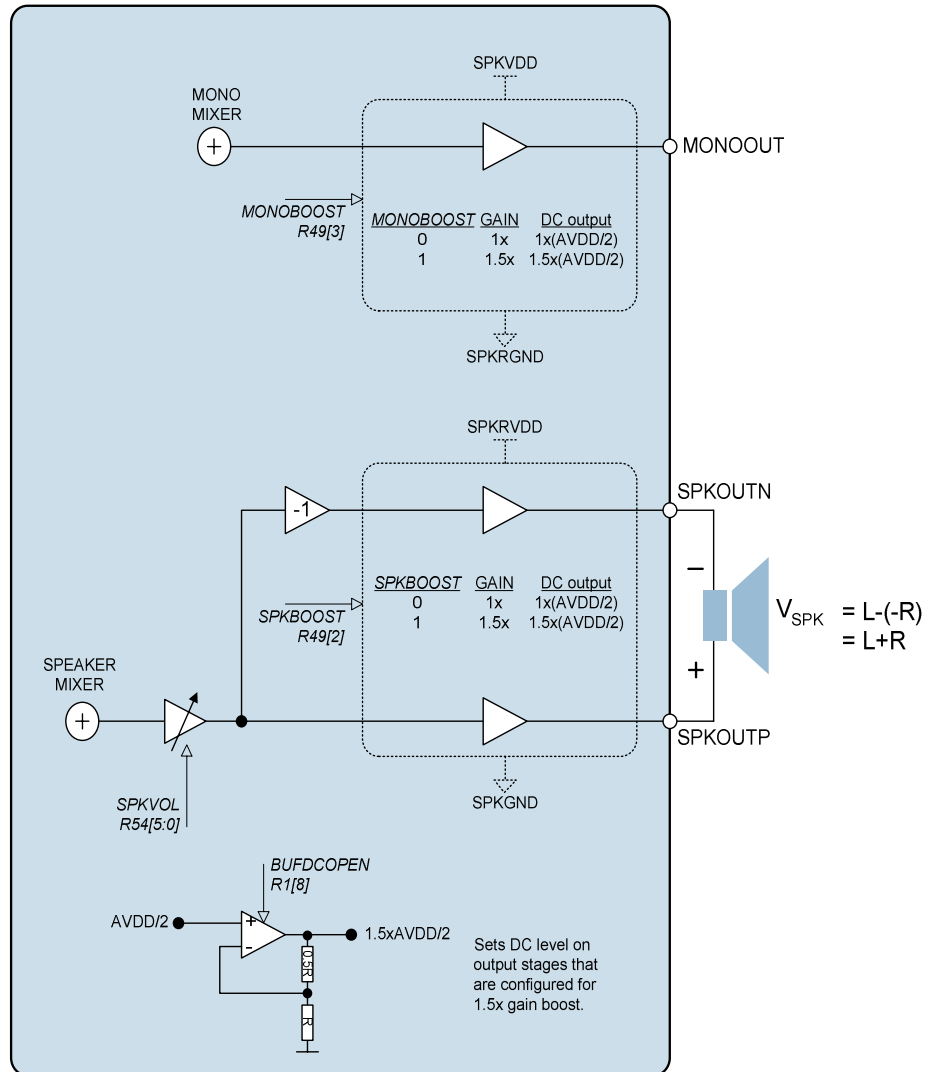 SPKVDD
MONO
MIXER
+
MONOOUT
MONOBOOST
R49[3]
MONOBOOST GAIN DC output
0 1x 1x(AVDD/2)
1 1.5x 1.5x(AVDD/2)
SPKRGND
SPKRVDD
-1
SPKOUTN
SPKBOOST
R49[2]
SPKBOOST GAIN DC output
0 1x 1x(AVDD/2)
1 1.5x 1.5x(AVDD/2)
−
VSPK = L-(-R)
= L+R
+
SPEAKER
MIXER
+
SPKOUTP
SPKVOL
R54[5:0]
SPKGND
BUFDCOPEN
R1[8]
AVDD/2
+
-
1.5xAVDD/2
0.5R
R
Sets DC level on
output stages that
are configured for
1.5x gain boost.